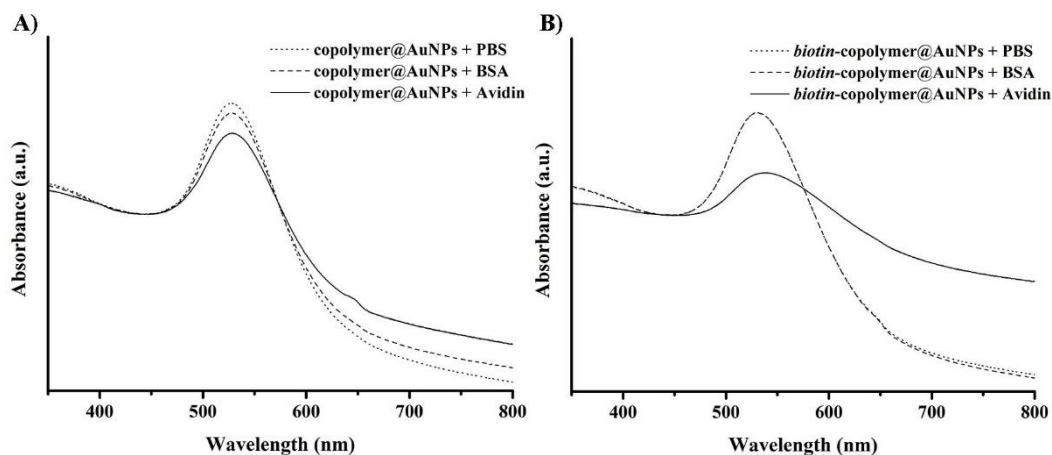 A)
copolymer@AuNPs + PBS
copolymer@AuNPs + BSA
copolymer@AuNPs + Avidin
Absorbance (a.u.)
400 500 600 700 800
Wavelength (nm)
B)
biotin-copolymer@AuNPs + PBS
biotin-copolymer@AuNPs + BSA
biotin-copolymer@AuNPs + Avidin
Absorbance (a.u.)
400 500 600 700 800
Wavelength (nm)